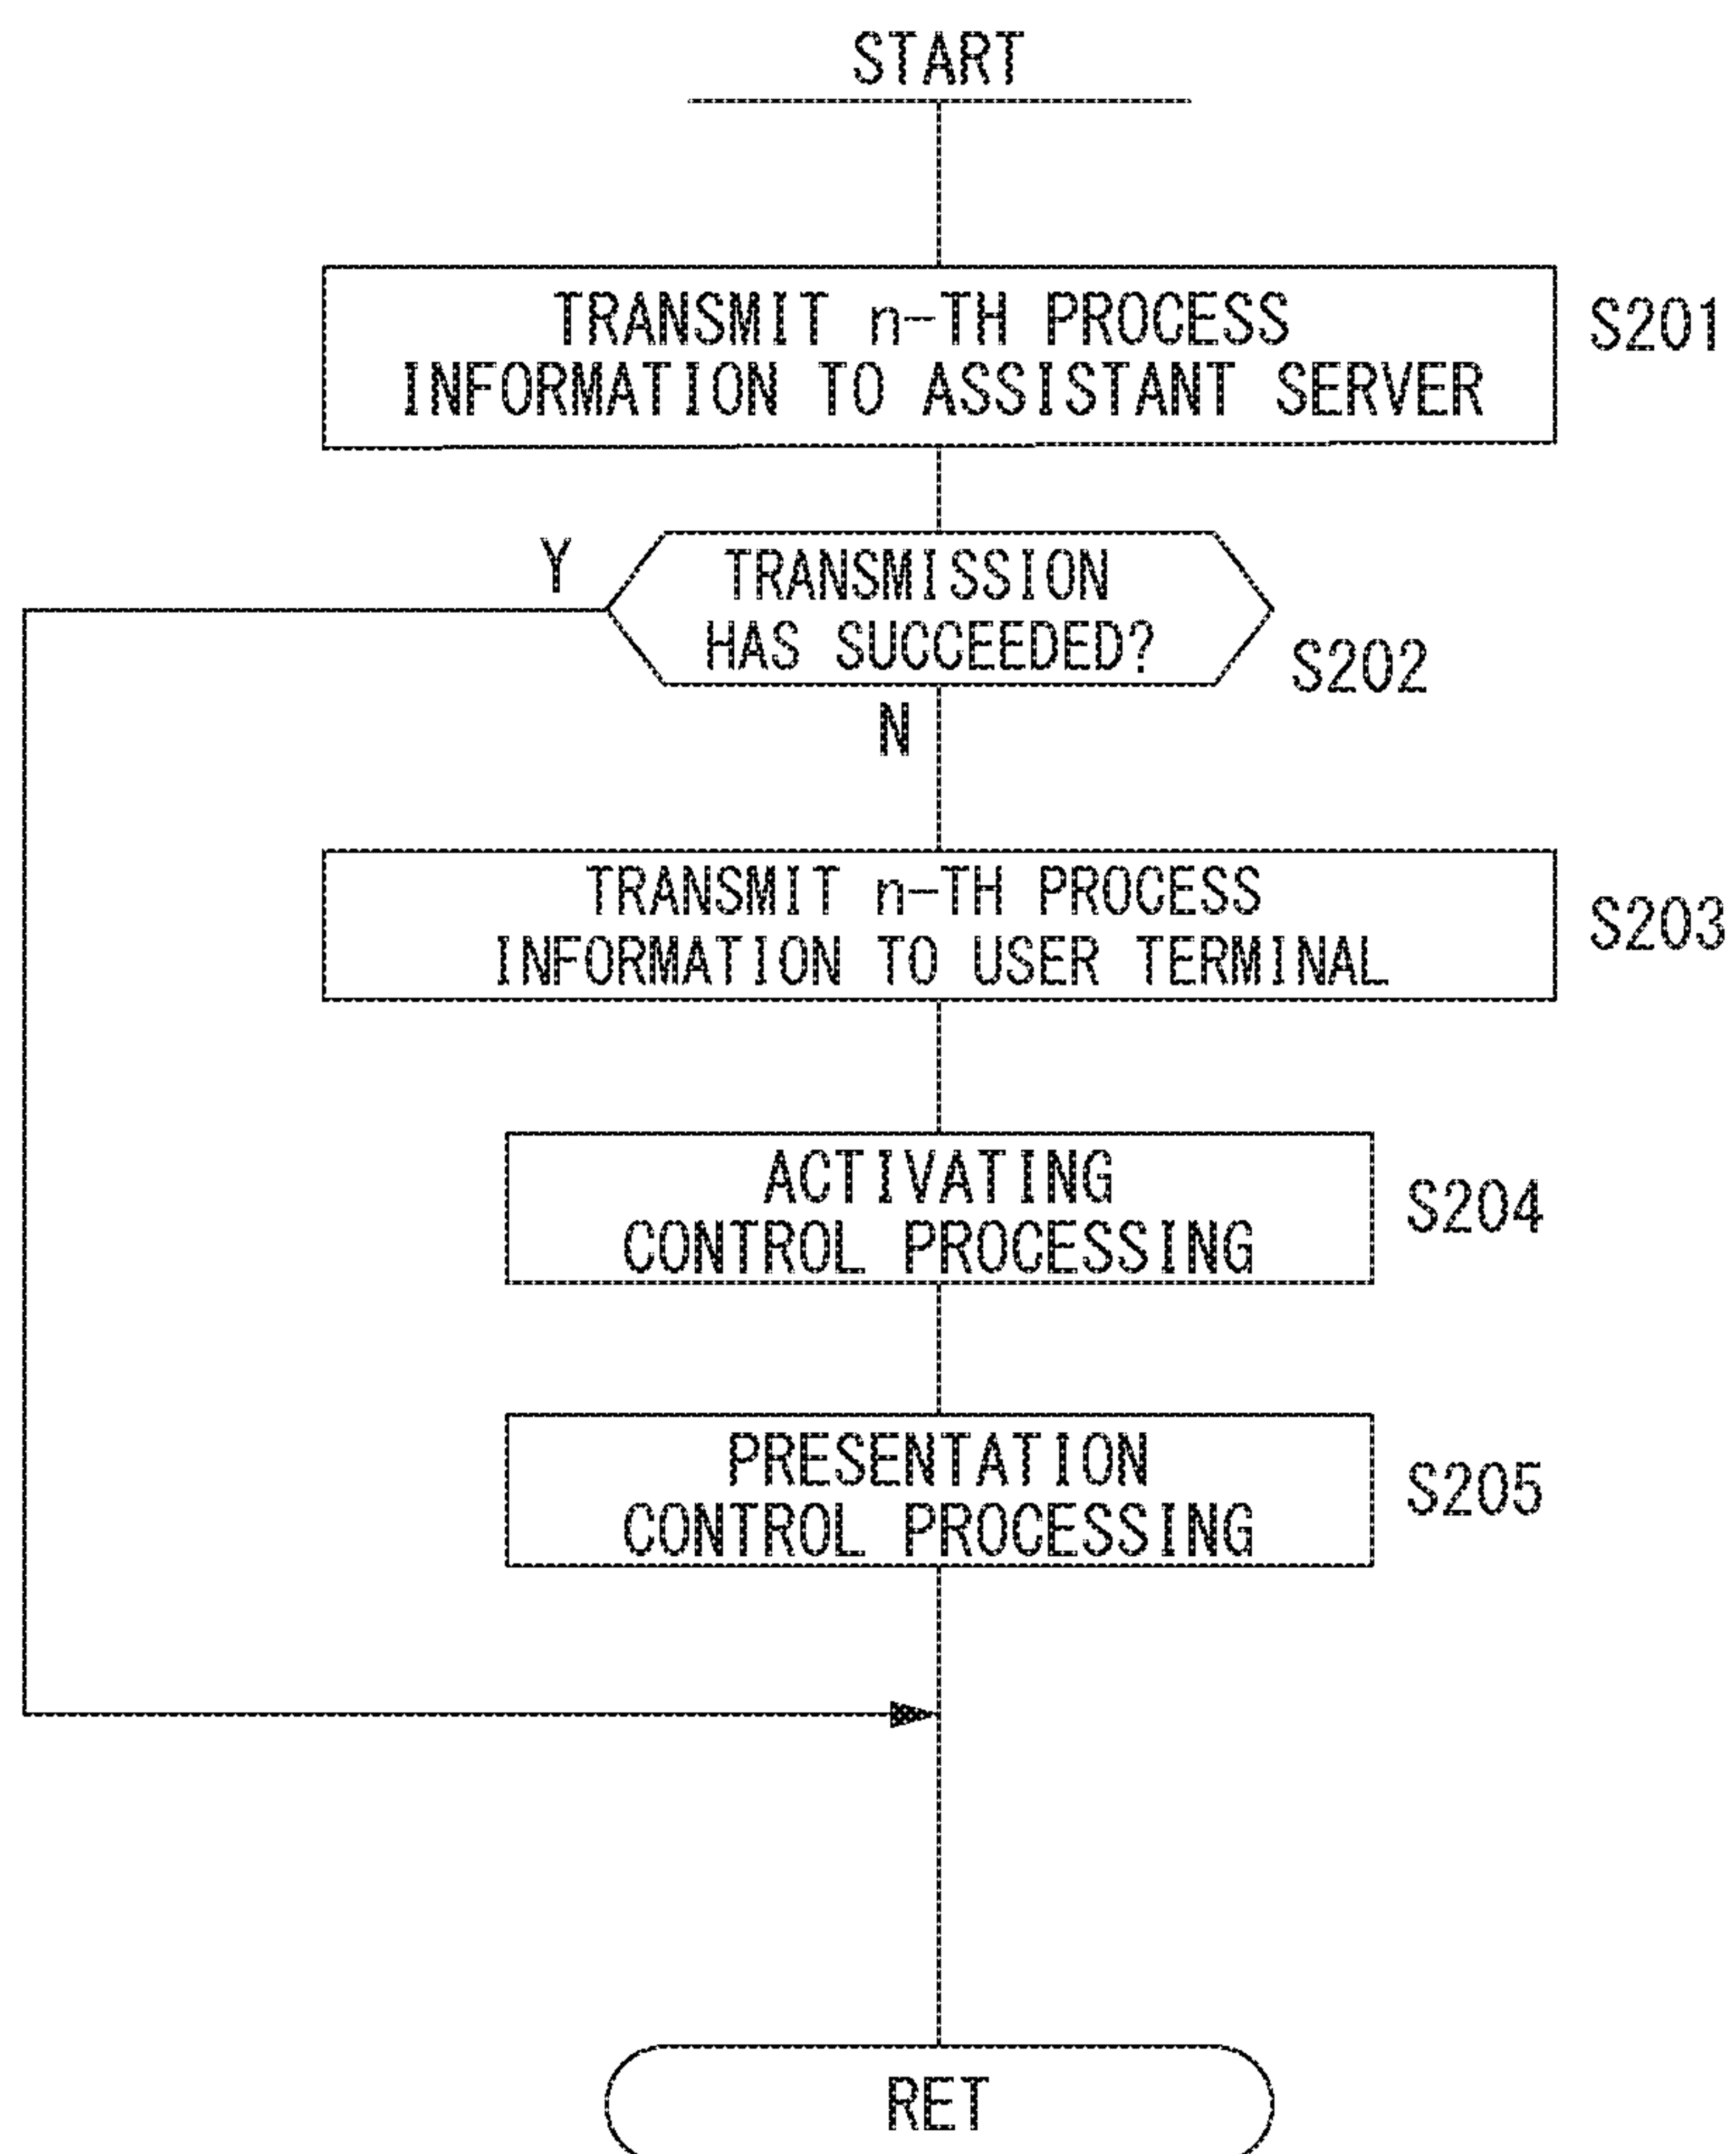 START
TRANSMIT n-TH PROCESS
INFORMATION TO ASSISTANT SERVER
S201
Y
TRANSMISSION
HAS SUCCEEDED?
S202
N
TRANSMIT n-TH PROCESS
INFORMATION TO USER TERMINAL
S203
ACTIVATING
CONTROL PROCESSING
S204
PRESENTATION
CONTROL PROCESSING
S205
RET